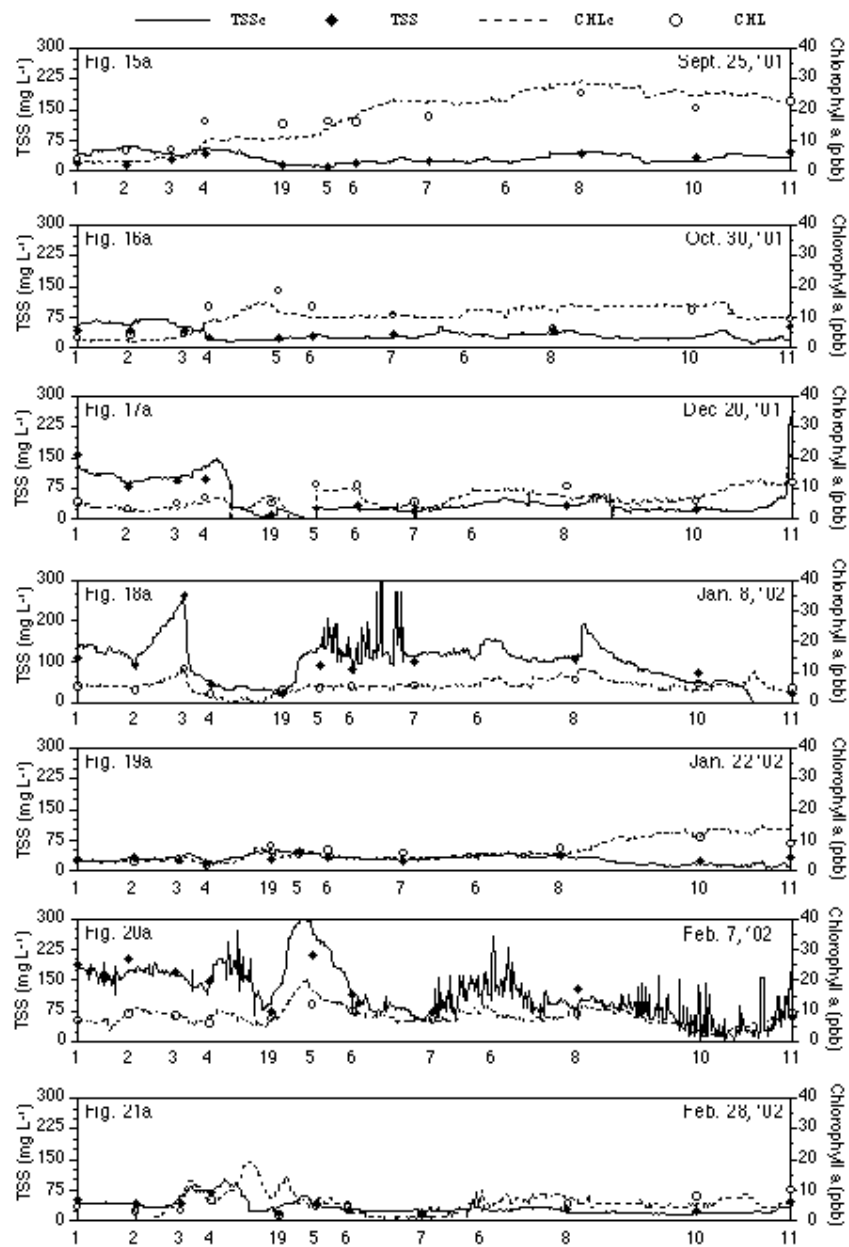 TSSc TSS CHLc CHL
Fig. 15a Sept. 25, '01
TSS (mg L⁻¹)
300
225
150
75
0
Chlorophyll a (pbb)
40
30
20
10
0
1 2 3 4 19 5 6 7 6 8 10 11
Fig. 16a Oct. 30, '01
TSS (mg L⁻¹)
300
225
150
75
0
Chlorophyll a (pbb)
40
30
20
10
0
1 2 3 4 5 6 7 6 8 10 11
Fig. 17a Dec 20, '01
TSS (mg L⁻¹)
300
225
150
75
0
Chlorophyll a (pbb)
40
30
20
10
0
1 2 3 4 19 5 6 7 6 8 10 11
Fig. 18a Jan. 8, '02
TSS (mg L⁻¹)
300
200
100
0
Chlorophyll a (pbb)
40
30
20
10
0
1 2 3 4 19 5 6 7 6 8 10 11
Fig. 19a Jan. 22 '02
TSS (mg L⁻¹)
300
225
150
75
0
Chlorophyll a (pbb)
40
30
20
10
0
1 2 3 4 19 5 6 7 6 8 10 11
Fig. 20a Feb. 7, '02
TSS (mg L⁻¹)
300
225
150
75
0
Chlorophyll a (pbb)
40
30
20
10
0
1 2 3 4 19 5 6 7 6 8 10 11
Fig. 21a Feb. 28, '02
TSS (mg L⁻¹)
300
225
150
75
0
Chlorophyll a (pbb)
40
30
20
10
0
1 2 3 4 19 5 6 7 6 8 10 11